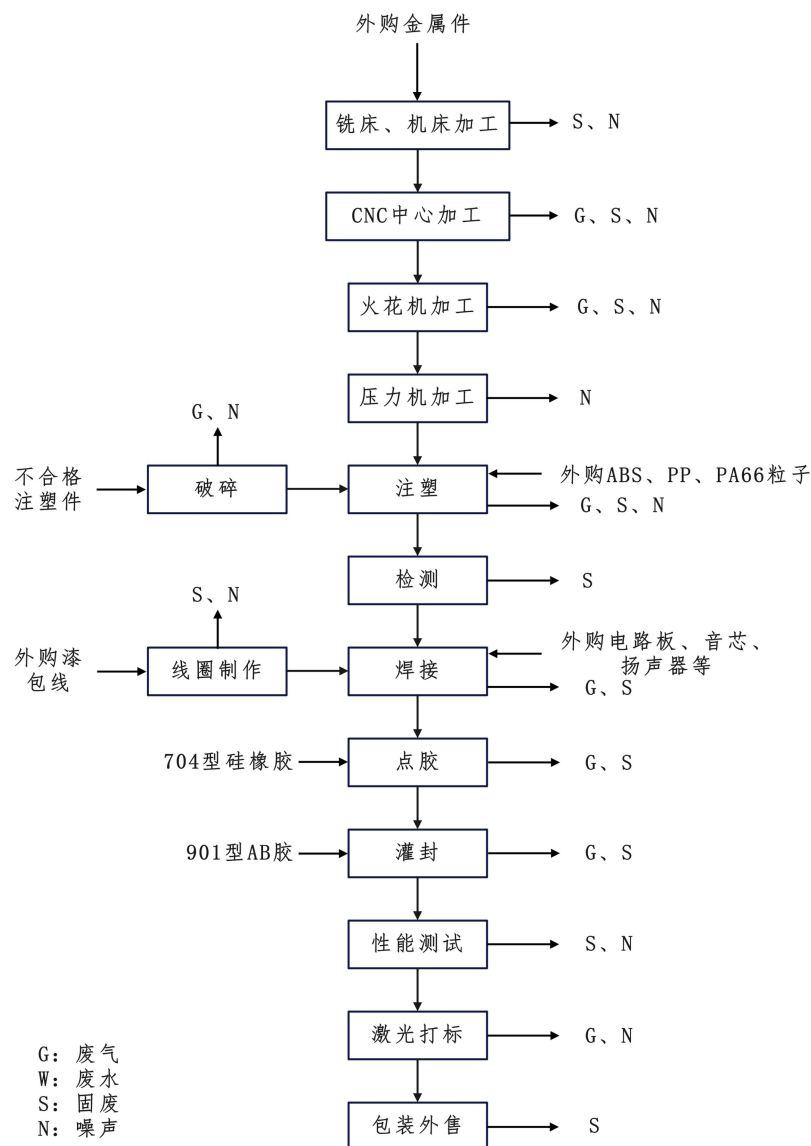 外购金属件
铣床、机床加工
S、N
CNC中心加工
G、S、N
火花机加工
G、S、N
压力机加工
N
G、N
不合格
注塑件
破碎
注塑
外购ABS、PP、PA66粒子
G、S、N
检测
S
S、N
外购漆
包线
线圈制作
焊接
外购电路板、音芯、
扬声器等
G、S
704型硅橡胶
点胶
G、S
901型AB胶
灌封
G、S
性能测试
S、N
激光打标
G、N
包装外售
S
G：废气
W：废水
S：固废
N：噪声